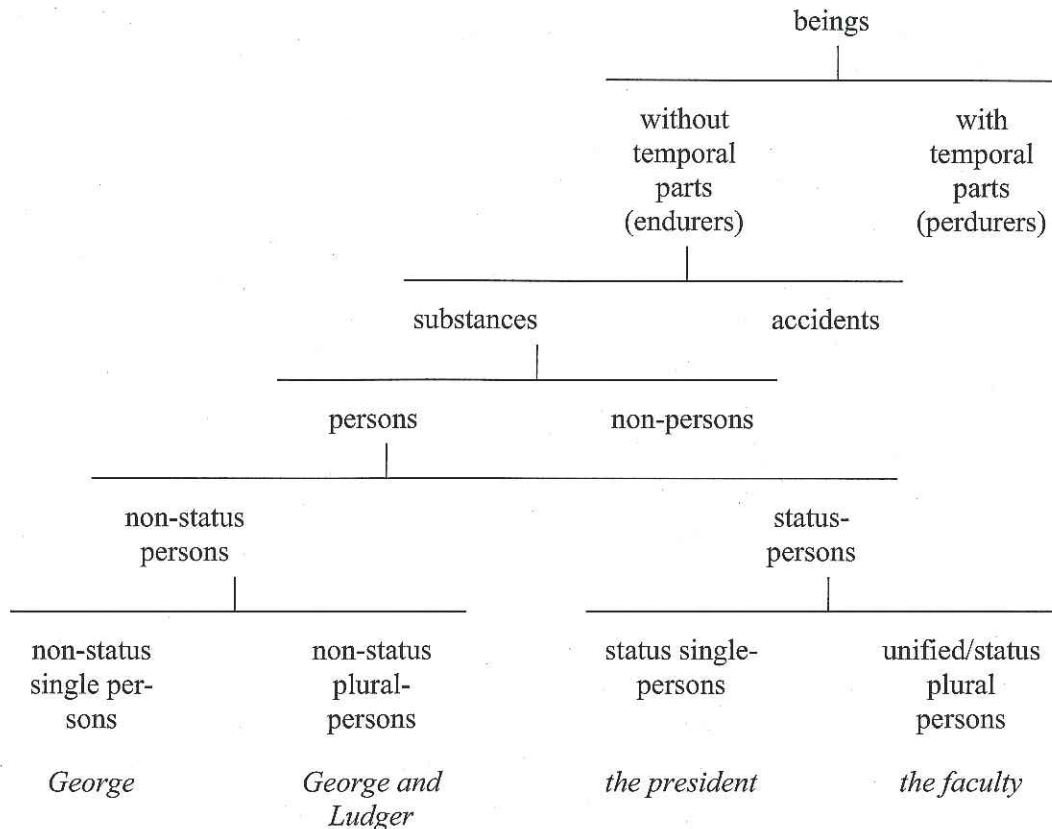 beings
without
temporal
parts
(endurers)
with
temporal
parts
(perdurers)
substances
accidents
persons
non-persons
non-status
persons
status-
persons
non-status
single per-
sons
non-status
plural-
persons
status single-
persons
unified/status
plural
persons
George
George and
Ludger
the president
the faculty